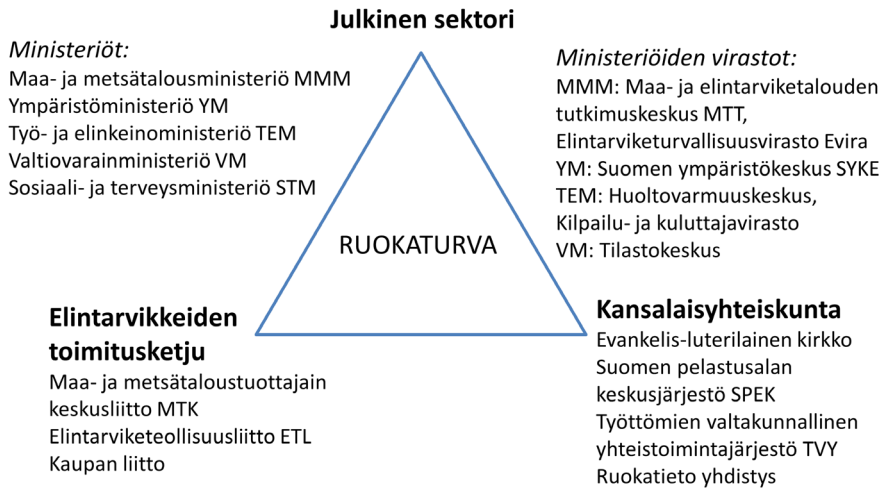 Julkinen sektori
Ministeriöt:
Maa- ja metsätalousministeriö MMM
Ympäristöministeriö YM
Työ- ja elinkeinoministeriö TEM
Valtiovarainministeriö VM
Sosiaali- ja terveysministeriö STM
Ministeriöiden virastot:
MMM: Maa- ja elintarviketalouden
tutkimuskeskus MTT,
Elintarviketurvallisuusvirasto Evira
YM: Suomen ympäristökeskus SYKE
TEM: Huoltovarmuuskeskus,
Kilpailu- ja kuluttajavirasto
VM: Tilastokeskus
RUOKATURVA
Elintarvikkeiden
toimitusketju
Maa- ja metsätaloustuottajain
keskusliitto MTK
Elintarviketeollisuusliitto ETL
Kaupan liitto
Kansalaisyhteiskunta
Evankelis-luterilainen kirkko
Suomen pelastusalan
keskusjärjestö SPEK
Työttömien valtakunnallinen
yhteistoimintajärjestö TVY
Ruokatieto yhdistys